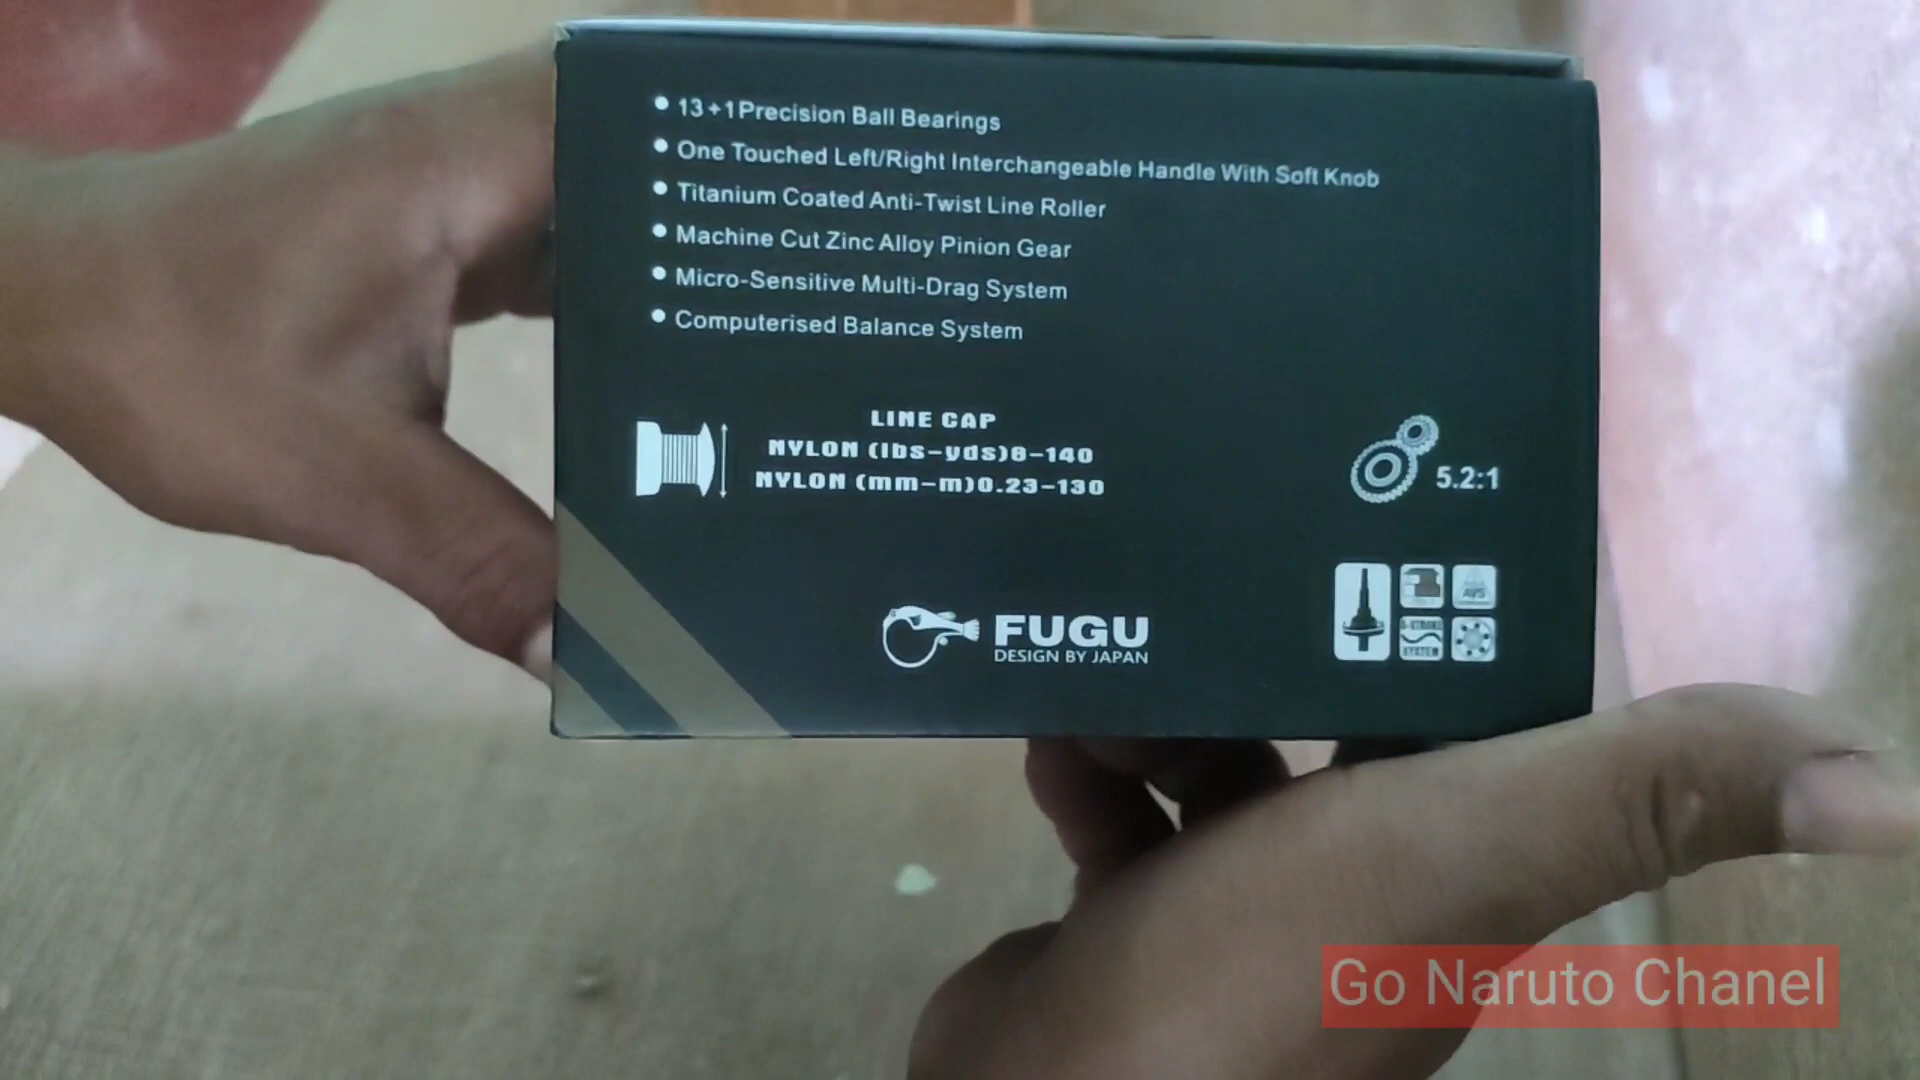 ● 13+1Precision Ball Bearings
● One Touched Left/Right Interchangeable Handle With Soft Knob
● Titanium Coated Anti-Twist Line Roller
● Machine Cut Zinc Alloy Pinion Gear
● Micro-Sensitive Multi-Drag System
● Computerised Balance System
LINE CAP
NYLON (lbs-yds)8-140
NYLON (mm-m)0.23-130
5.2:1
AVS
SYSTEM
FUGU
DESIGN BY JAPAN
Go Naruto Chanel